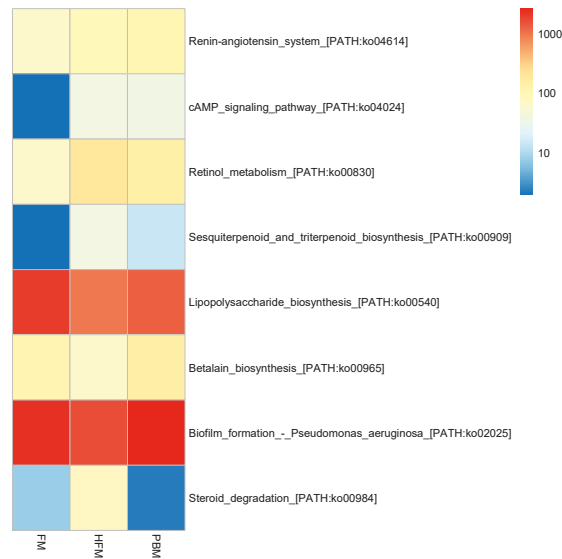 Renin-angiotensin_system_[PATH:ko04614]
1000
cAMP_signaling_pathway_[PATH:ko04024]
100
10
Retinol_metabolism_[PATH:ko00830]
Sesquiterpenoid_and_triterpenoid_biosynthesis_[PATH:ko00909]
Lipopolysaccharide_biosynthesis_[PATH:ko00540]
Betalain_biosynthesis_[PATH:ko00965]
Biofilm_formation_-_Pseudomonas_aeruginosa_[PATH:ko02025]
Steroid_degradation_[PATH:ko00984]
FM
HFM
PBM